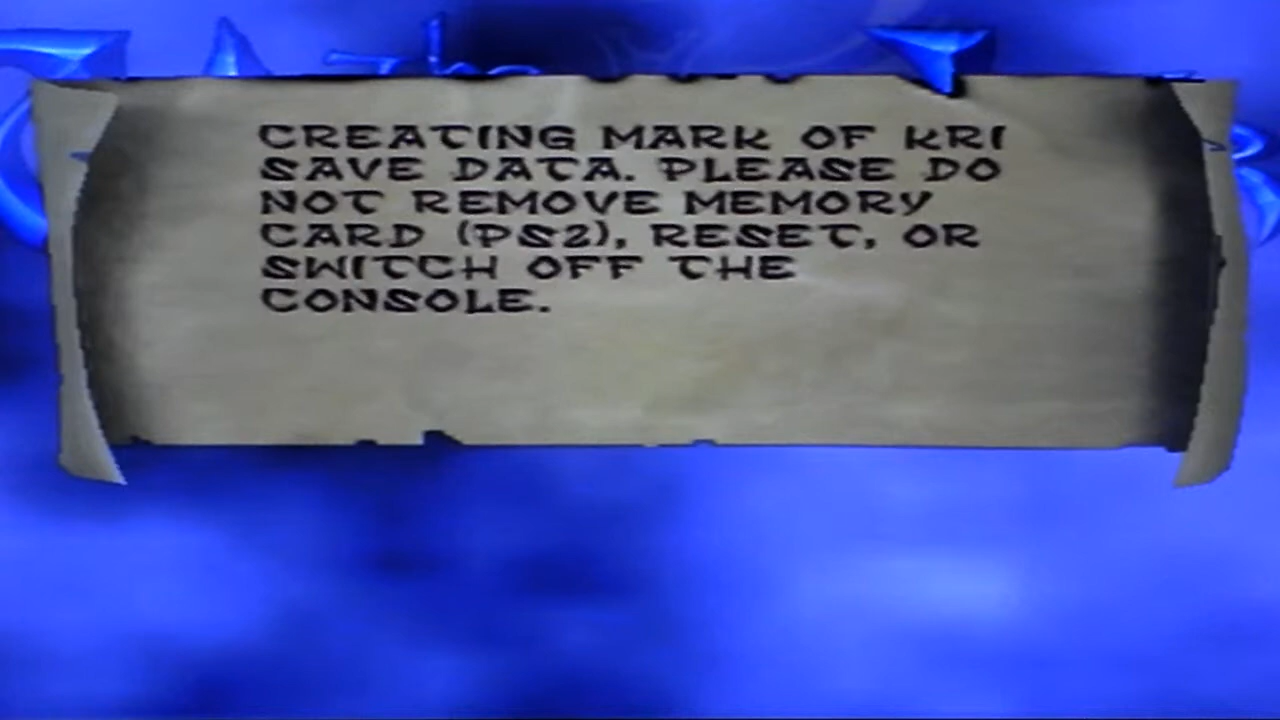 the
CREATING MARK OF KRI
SAVE DATA. PLEASE DO
NOT REMOVE MEMORY
CARD (PS2), RESET, OR
SWITCH OFF THE
CONSOLE.